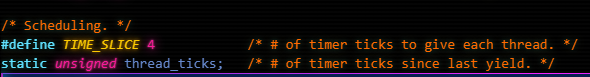 /* Scheduling. */
#define TIME_SLICE 4 /* # of timer ticks to give each thread. */
static unsigned thread_ticks; /* # of timer ticks since last yield. */